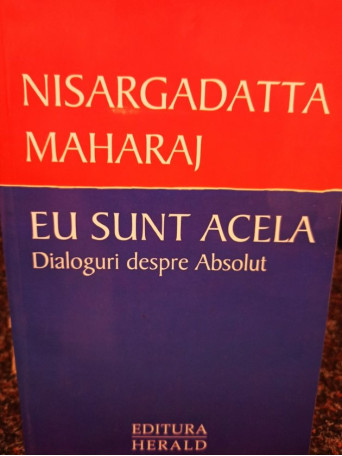 NISARGADATTA
MAHARAJ
EU SUNT ACELA
Dialoguri despre Absolut
EDITURA
HERALD